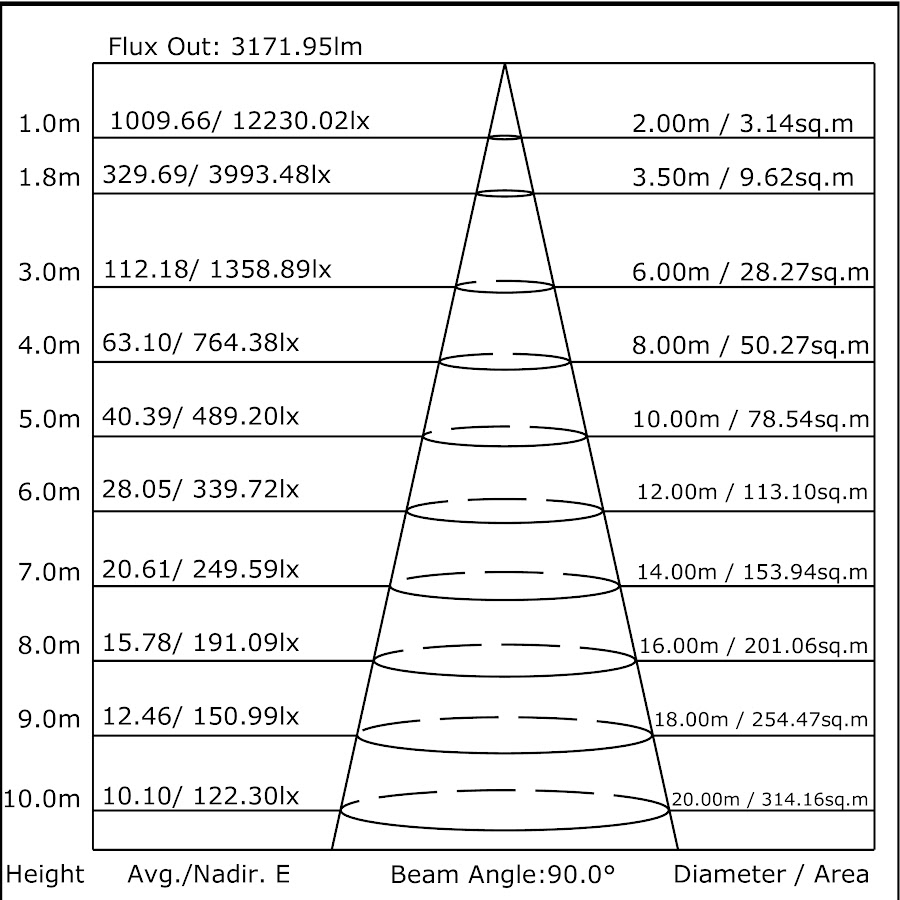 Flux Out: 3171.95lm
1.0m 1009.66/ 12230.02lx 2.00m / 3.14sq.m
1.8m 329.69/ 3993.48lx 3.50m / 9.62sq.m
3.0m 112.18/ 1358.89lx 6.00m / 28.27sq.m
4.0m 63.10/ 764.38lx 8.00m / 50.27sq.m
5.0m 40.39/ 489.20lx 10.00m / 78.54sq.m
6.0m 28.05/ 339.72lx 12.00m / 113.10sq.m
7.0m 20.61/ 249.59lx 14.00m / 153.94sq.m
8.0m 15.78/ 191.09lx 16.00m / 201.06sq.m
9.0m 12.46/ 150.99lx 18.00m / 254.47sq.m
10.0m 10.10/ 122.30lx 20.00m / 314.16sq.m
Height Avg./Nadir. E Beam Angle:90.0° Diameter / Area